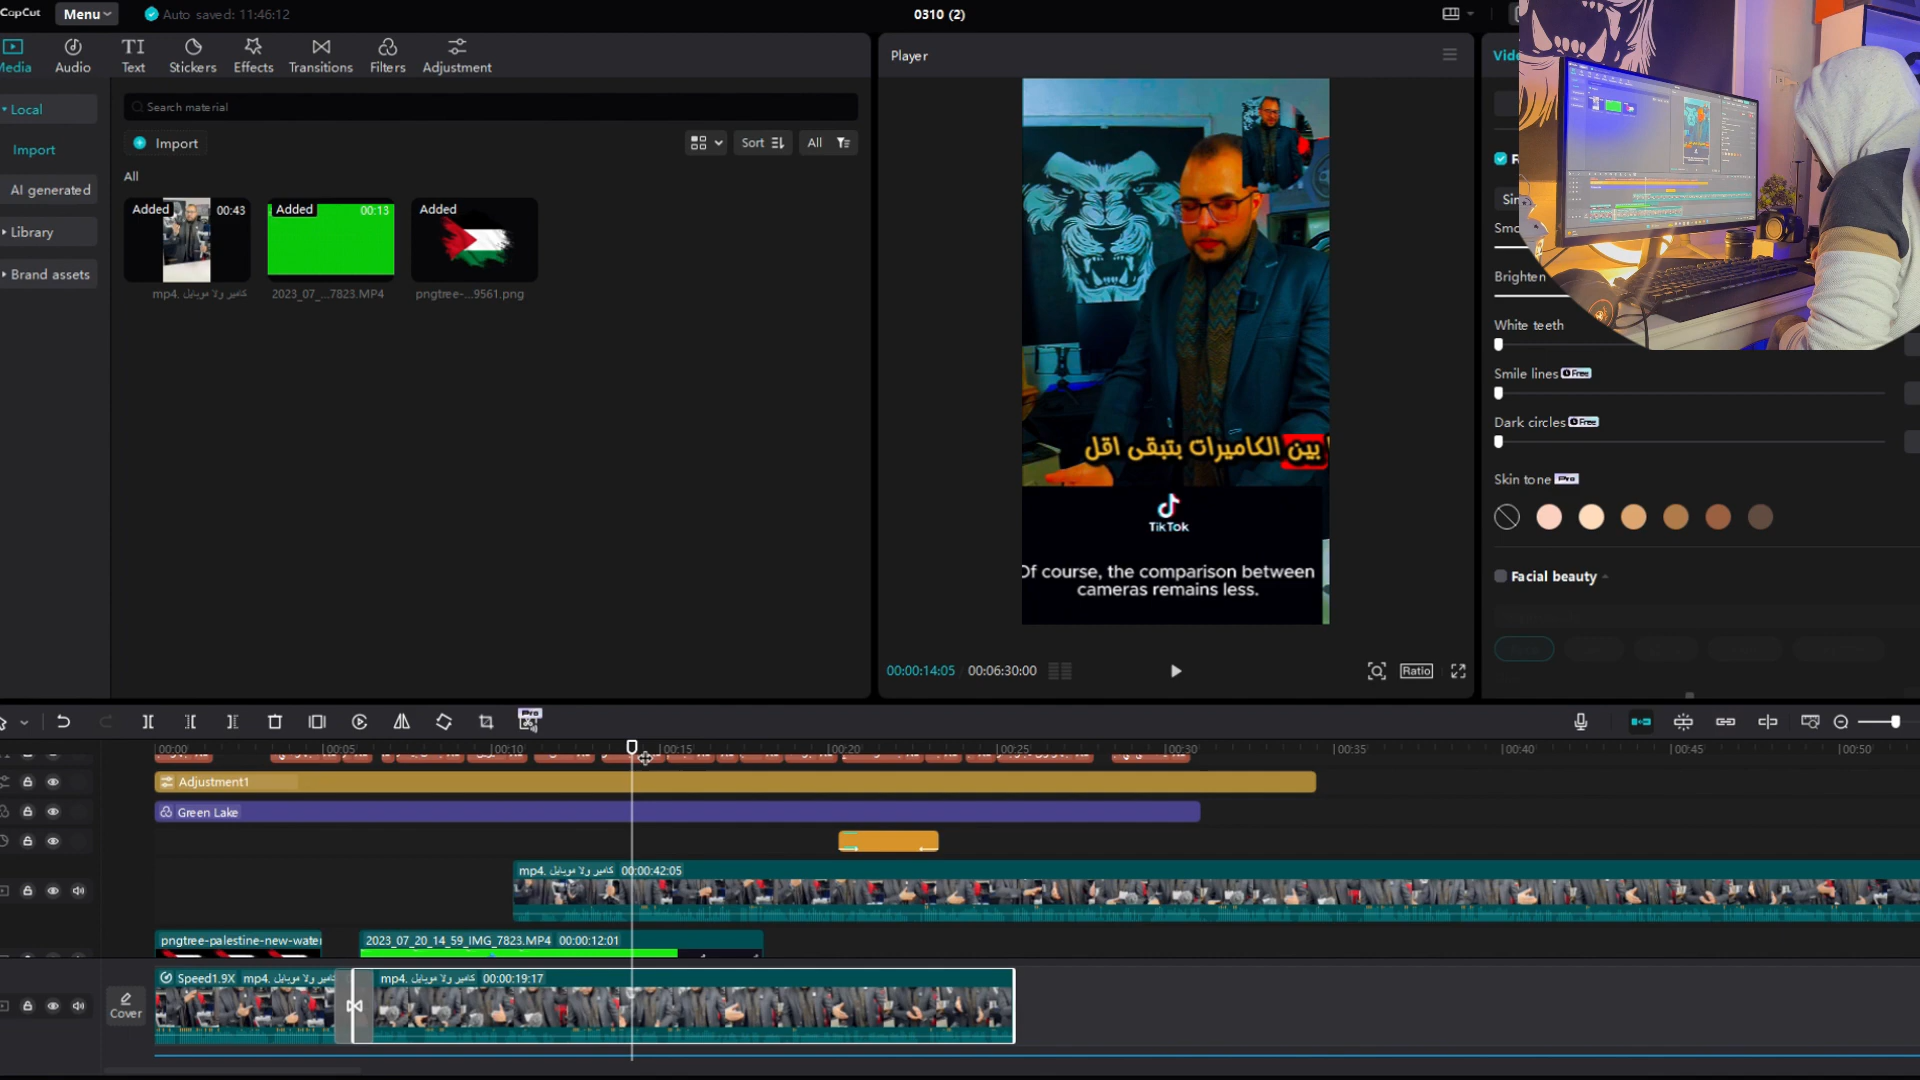 CapCut
Menu
Auto saved: 11:46:12
0310 (2)
Media
Audio
Text
Stickers
Effects
Transitions
Filters
Adjustment
Player
Local
Import
AI generated
Library
Brand assets
Search material
Import
Sort
All
All
Added
00:43
Added
00:13
Added
كامير ولا موبايل .mp4
2023_07_...7823.MP4
pngtree-...9561.png
بين الكاميرات بتبقى اقل
TikTok
Of course, the comparison between
cameras remains less.
00:00:14:05
00:06:30:00
Ratio
Brighten
White teeth
Smile lines
Free
Dark circles
Free
Skin tone
Pro
Facial beauty
Pro
00:00
00:05
00:10
00:15
00:20
00:25
00:30
00:35
00:40
00:45
00:50
Adjustment1
Green Lake
كامير ولا موبايل .mp4
00:00:42:05
pngtree-palestine-new-water
2023_07_20_14_59_IMG_7823.MP4
00:00:12:01
Cover
Speed1.9X
كامير ولا موبايل .mp4
كامير ولا موبايل .mp4
00:00:19:17